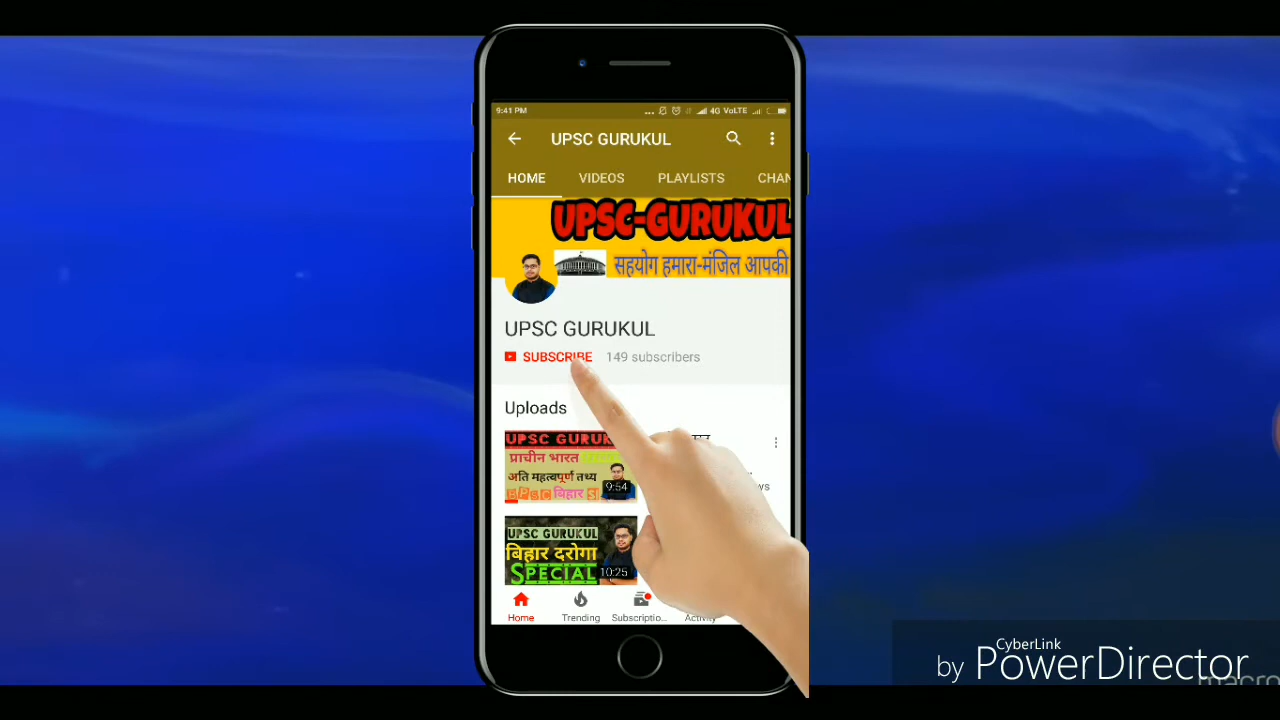 9:41 PM ... 4G VoLTE
UPSC GURUKUL
HOME VIDEOS PLAYLISTS CHAN
UPSC-GURUKUL
सहयोग हमारा-मंजिल आपकी
UPSC GURUKUL
SUBSCRIBE 149 subscribers
Uploads
UPSC GURUK
प्राचीन भारत
अति महत्वपूर्ण तथ्य
BPSC बिहार
9:54
UPSC GURUKUL
बिहार दरोगा
SPECIAL
10:25
Home Trending Subscriptio... Activity
CyberLink
by PowerDirector
macro